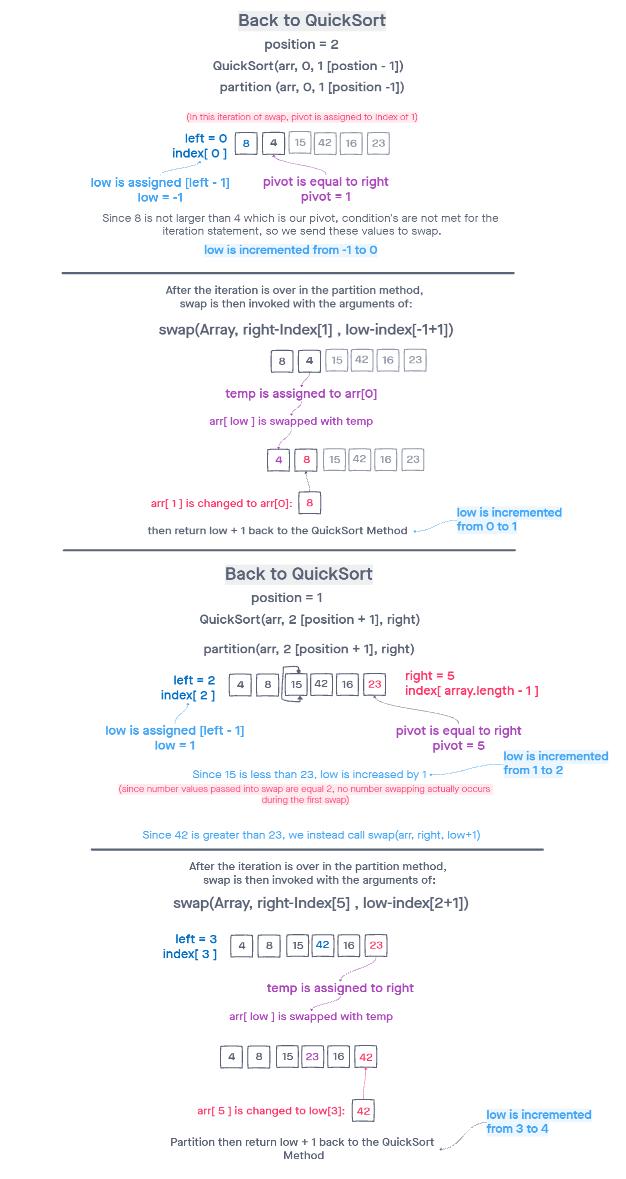 Back to QuickSort
position = 2
QuickSort(arr, 0, 1 [postion - 1])
partition (arr, 0, 1 [position -1])
(In this iteration of swap, pivot is assigned to index of 1)
left = 0
index[ 0 ]
8 4 15 42 16 23
low is assigned [left - 1]
low = -1
pivot is equal to right
pivot = 1
Since 8 is not larger than 4 which is our pivot, condition's are not met for the
iteration statement, so we send these values to swap.
low is incremented from -1 to 0
After the iteration is over in the partition method,
swap is then invoked with the arguments of:
swap(Array, right-Index[1] , low-index[-1+1])
8 4 15 42 16 23
temp is assigned to arr[0]
arr[ low ] is swapped with temp
4 8 15 42 16 23
arr[ 1 ] is changed to arr[0]: 8
then return low + 1 back to the QuickSort Method
low is incremented
from 0 to 1
Back to QuickSort
position = 1
QuickSort(arr, 2 [position + 1], right)
partition(arr, 2 [position + 1], right)
left = 2
index[ 2 ]
4 8 15 42 16 23
right = 5
index[ array.length - 1 ]
low is assigned [left - 1]
low = 1
pivot is equal to right
pivot = 5
low is incremented
from 1 to 2
Since 15 is less than 23, low is increased by 1
(since number values passed into swap are equal 2, no number swapping actually occurs
during the first swap)
Since 42 is greater than 23, we instead call swap(arr, right, low+1)
After the iteration is over in the partition method,
swap is then invoked with the arguments of:
swap(Array, right-Index[5] , low-index[2+1])
left = 3
index[ 3 ]
4 8 15 42 16 23
temp is assigned to right
arr[ low ] is swapped with temp
4 8 15 23 16 42
arr[ 5 ] is changed to low[3]: 42
low is incremented
from 3 to 4
Partition then return low + 1 back to the QuickSort
Method